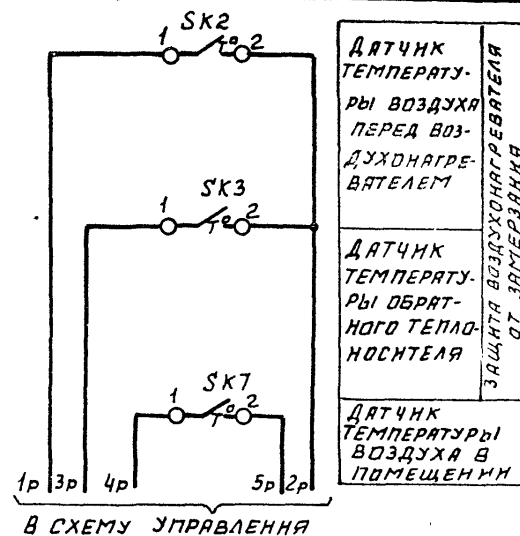 SK2
1 T° 2
ДАТЧИК
ТЕМПЕРАТУ-
РЫ ВОЗДУХА
ПЕРЕД ВОЗ-
ДУХОНАГРЕ-
ВАТЕЛЕМ
SK3
1 T° 2
ДАТЧИК
ТЕМПЕРАТУ-
РЫ ОБРАТ-
НОГО ТЕПЛО-
НОСИТЕЛЯ
ЗАЩИТА ВОЗДУХОНАГРЕВАТЕЛЯ
ОТ ЗАМЕРЗАНИЯ
SK7
1 T° 2
ДАТЧИК
ТЕМПЕРАТУРЫ
ВОЗДУХА В
ПОМЕЩЕНИИ
1р 3р 4р 5р 2р
В СХЕМУ УПРАВЛЕНИЯ